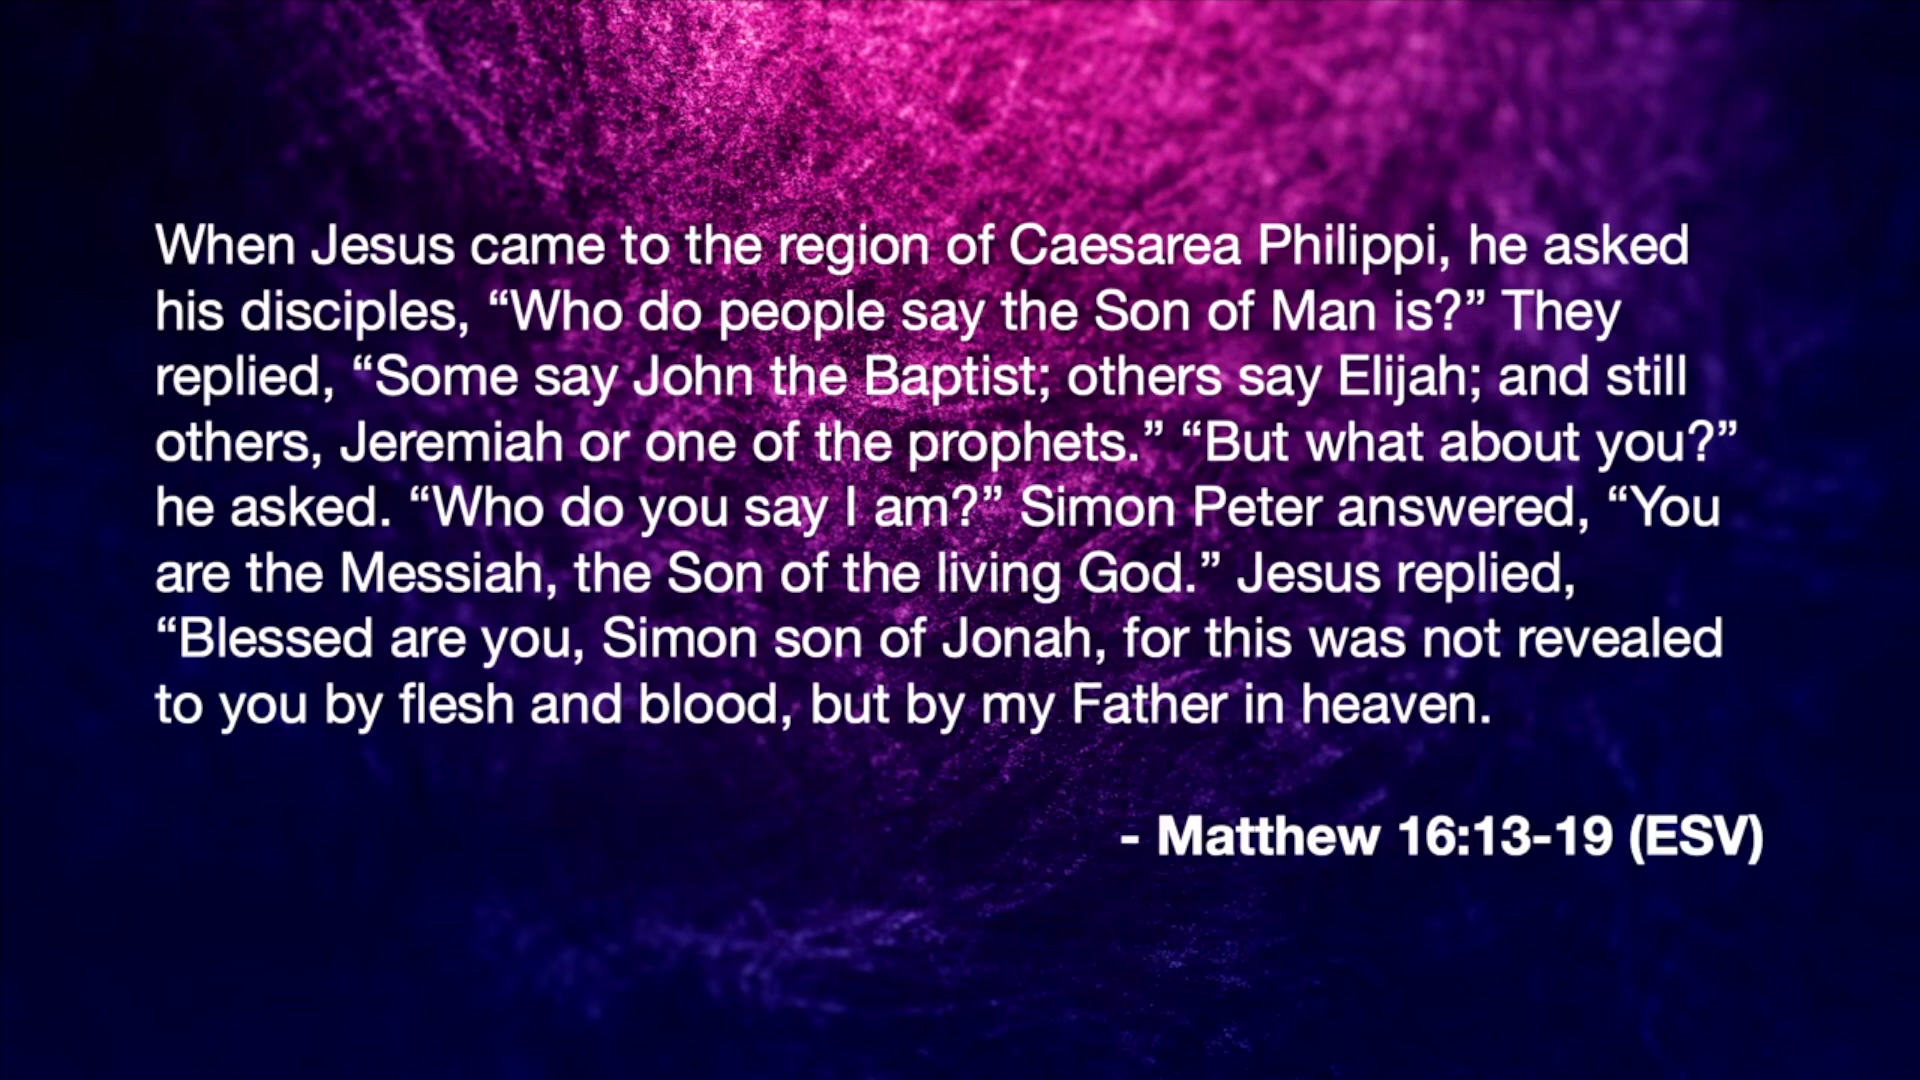 When Jesus came to the region of Caesarea Philippi, he asked
his disciples, “Who do people say the Son of Man is?” They
replied, “Some say John the Baptist; others say Elijah; and still
others, Jeremiah or one of the prophets.” “But what about you?”
he asked. “Who do you say I am?” Simon Peter answered, “You
are the Messiah, the Son of the living God.” Jesus replied,
“Blessed are you, Simon son of Jonah, for this was not revealed
to you by flesh and blood, but by my Father in heaven.
- Matthew 16:13-19 (ESV)